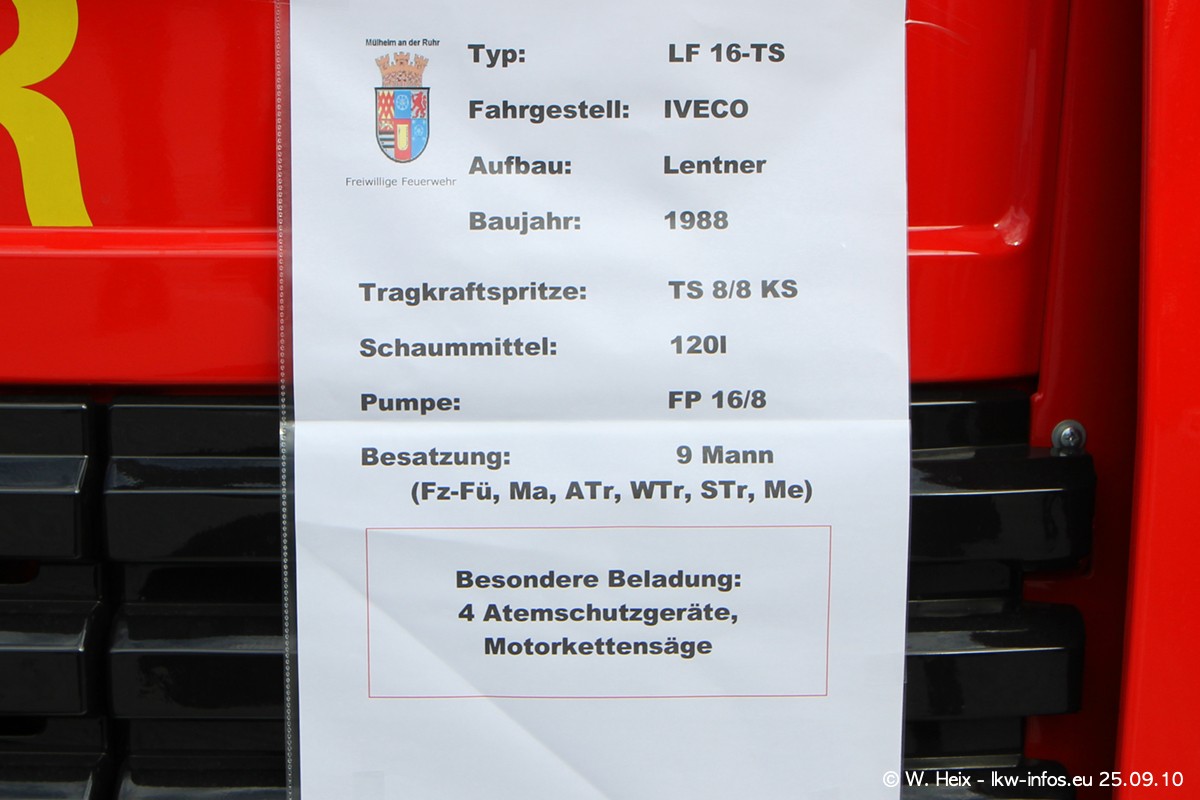 Mülheim an der Ruhr
Freiwillige Feuerwehr
Typ: LF 16-TS
Fahrgestell: IVECO
Aufbau: Lentner
Baujahr: 1988
Tragkraftspritze: TS 8/8 KS
Schaummittel: 120l
Pumpe: FP 16/8
Besatzung: 9 Mann
(Fz-Fü, Ma, ATr, WTr, STr, Me)
Besondere Beladung:
4 Atemschutzgeräte,
Motorkettensäge
© W. Heix - lkw-infos.eu 25.09.10